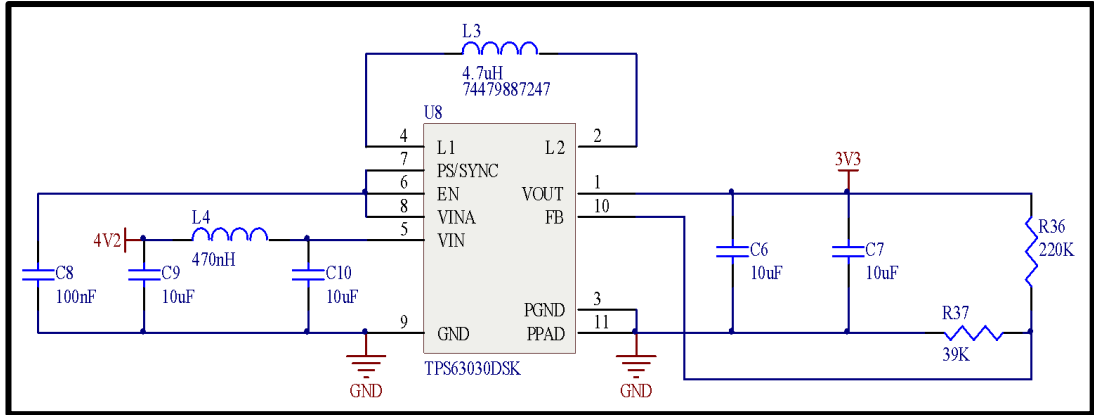 L3
4.7uH
74479887247
U8
4
L1
L2
2
7
PS/SYNC
6
EN
VOUT
1
8
VINA
FB
10
5
VIN
L4
470nH
4V2
3V3
C8
100nF
C9
10uF
C10
10uF
C6
10uF
C7
10uF
R36
220K
R37
39K
PGND
3
9
GND
PPAD
11
TPS63030DSK
GND
GND